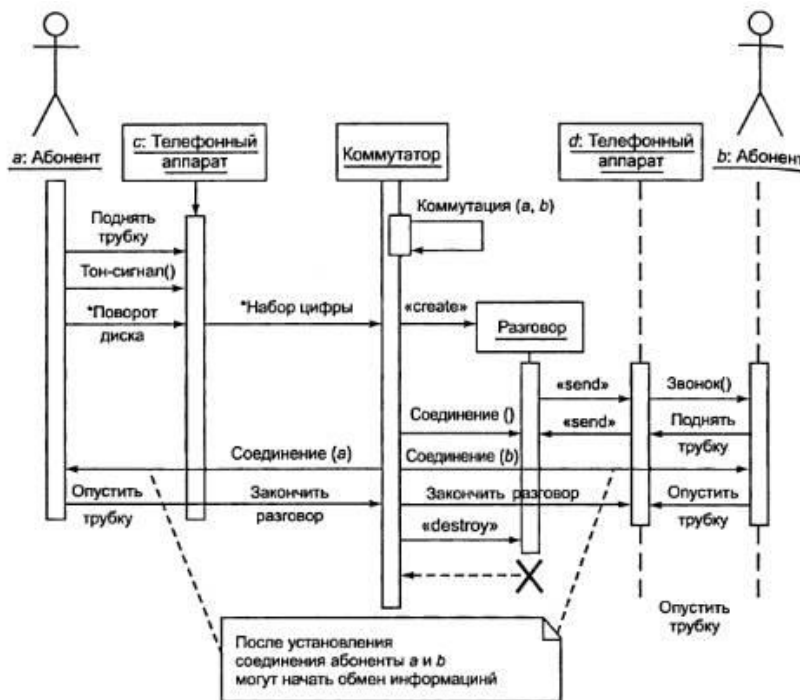 a: Абонент
c: Телефонный
аппарат
Коммутатор
d: Телефонный
аппарат
b: Абонент
Коммутация (a, b)
Поднять
трубку
Тон-сигнал()
*Поворот
диска
*Набор цифры
«create»
Разговор
«send»
Звонок()
Соединение ()
«send»
Поднять
трубку
Соединение (a)
Соединение (b)
Опустить
трубку
Закончить
разговор
Закончить разговор
Опустить
трубку
«destroy»
Опустить
трубку
После установления
соединения абоненты a и b
могут начать обмен информацинй